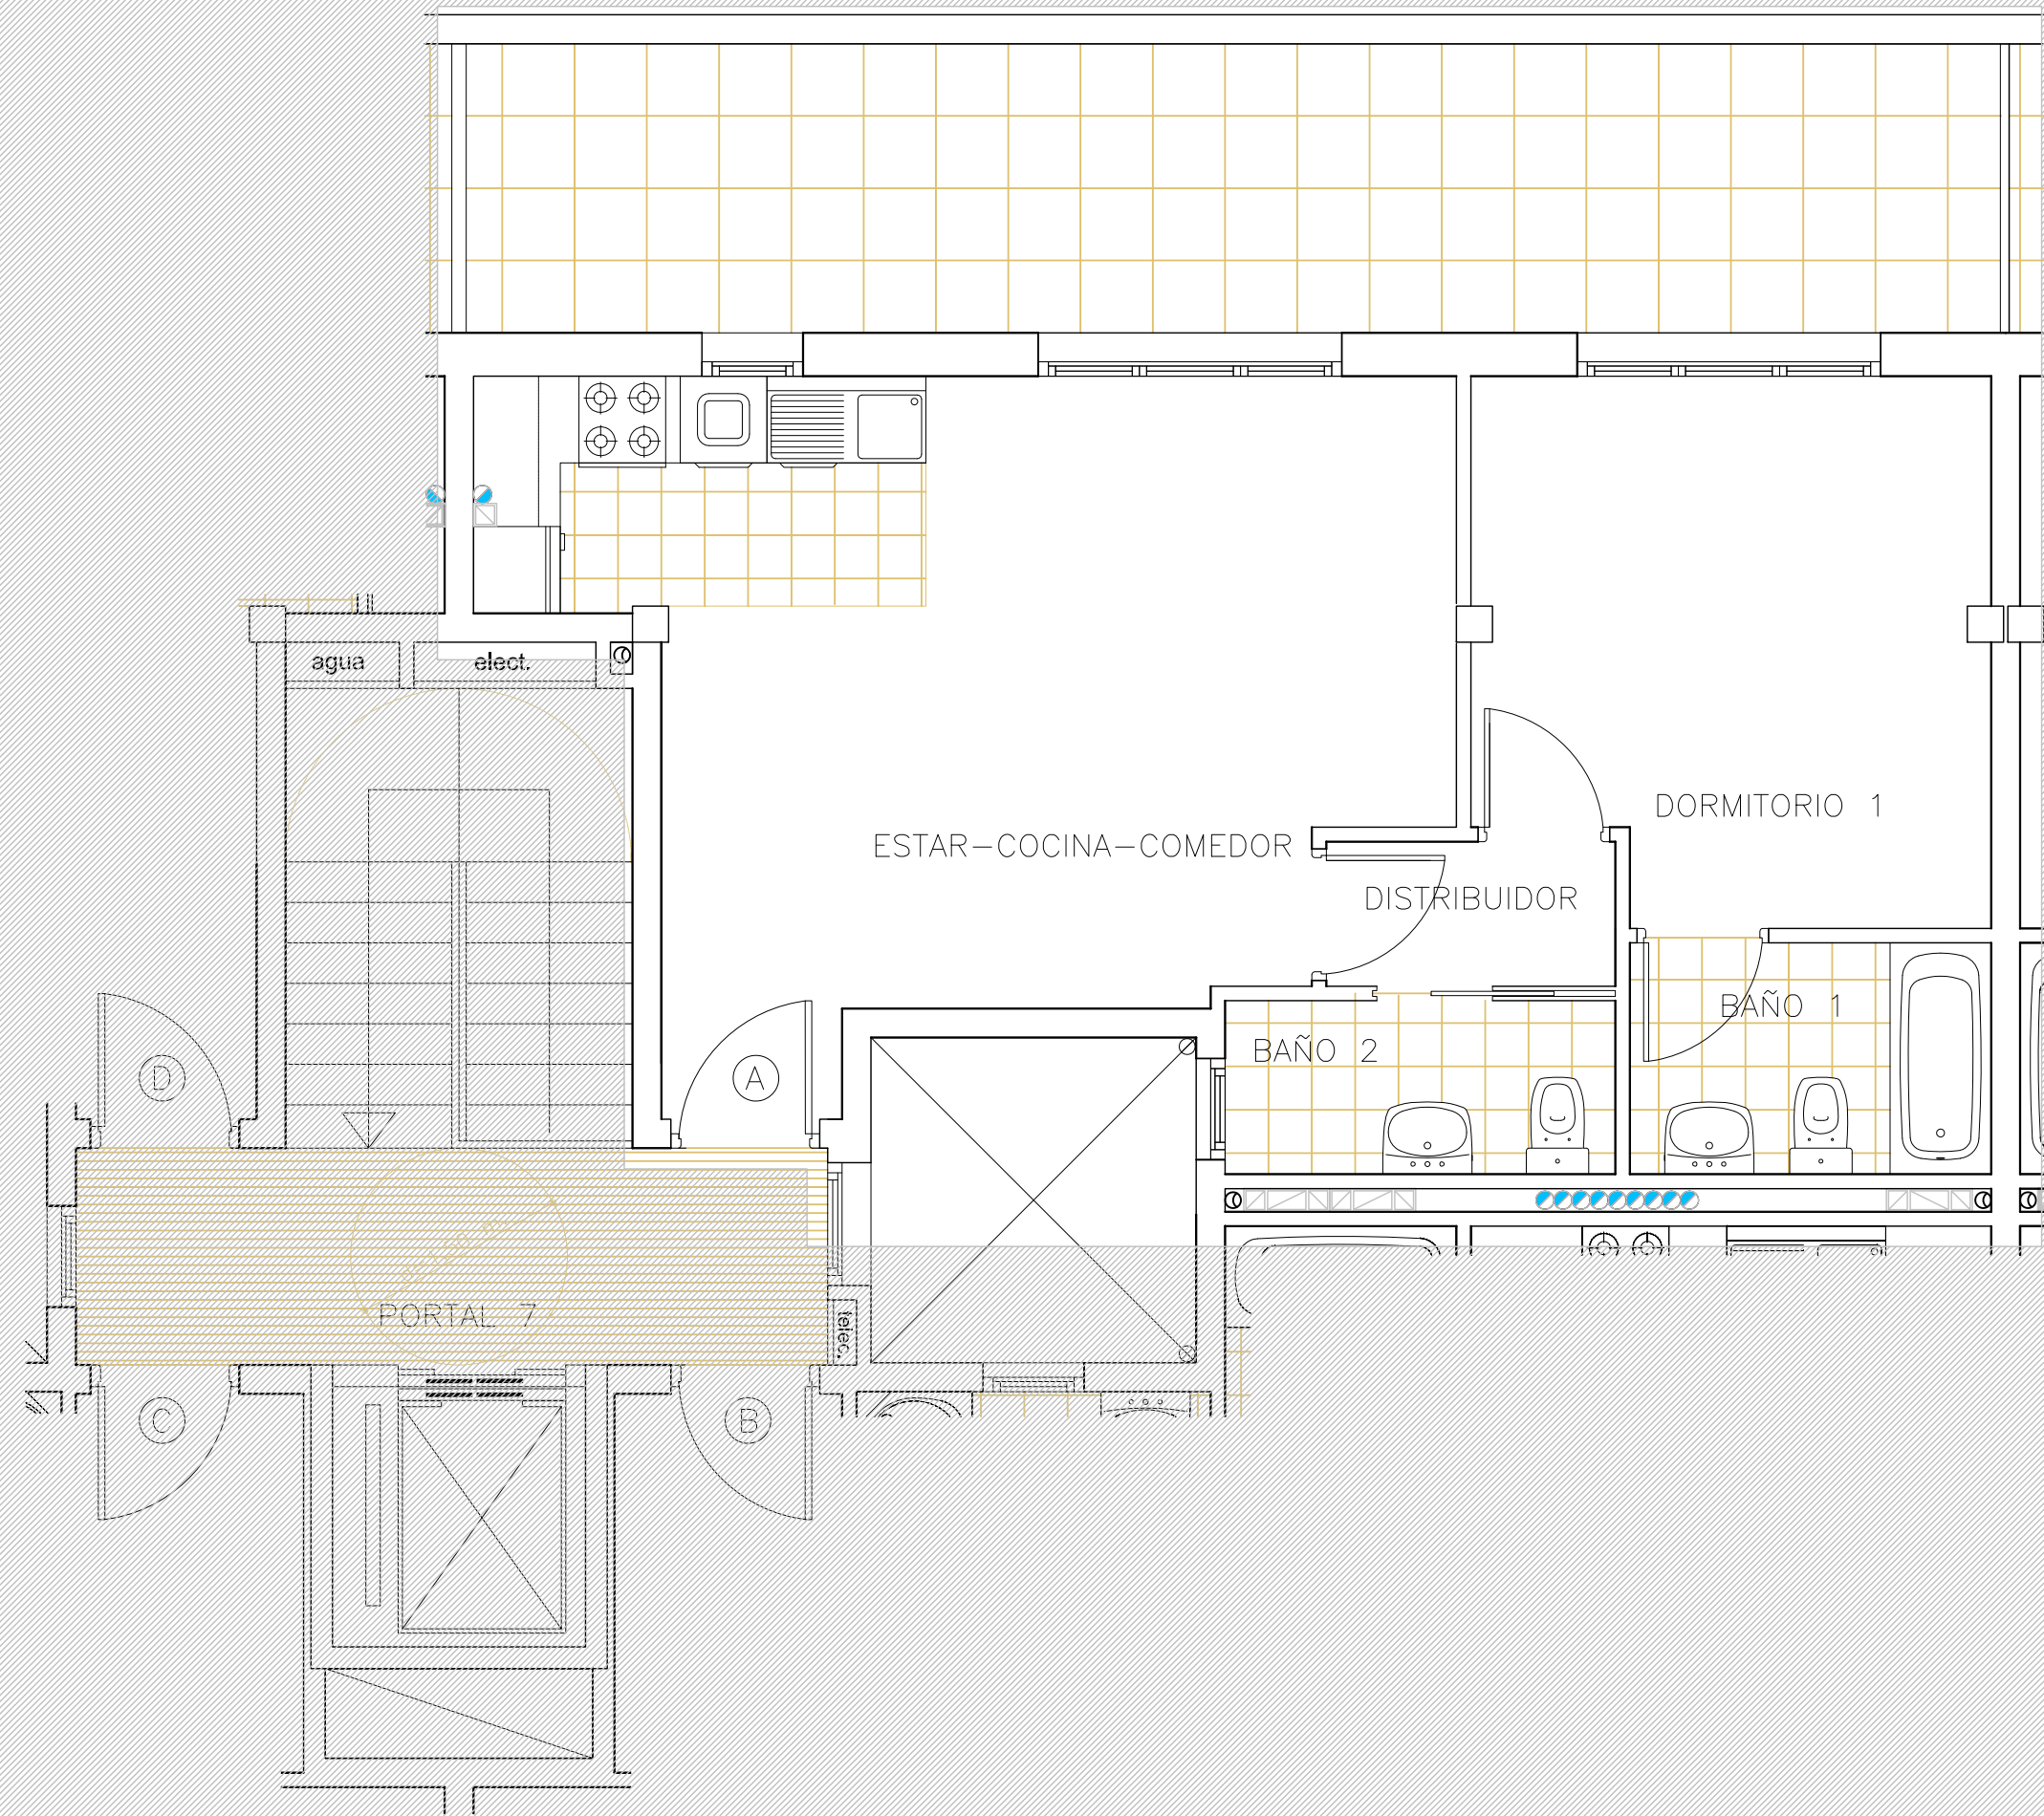 agua
elect.
DORMITORIO 1
ESTAR-COCINA-COMEDOR
DISTRIBUIDOR
BAÑO 1
BAÑO 2
D
A
PORTAL 7
telec.
C
B